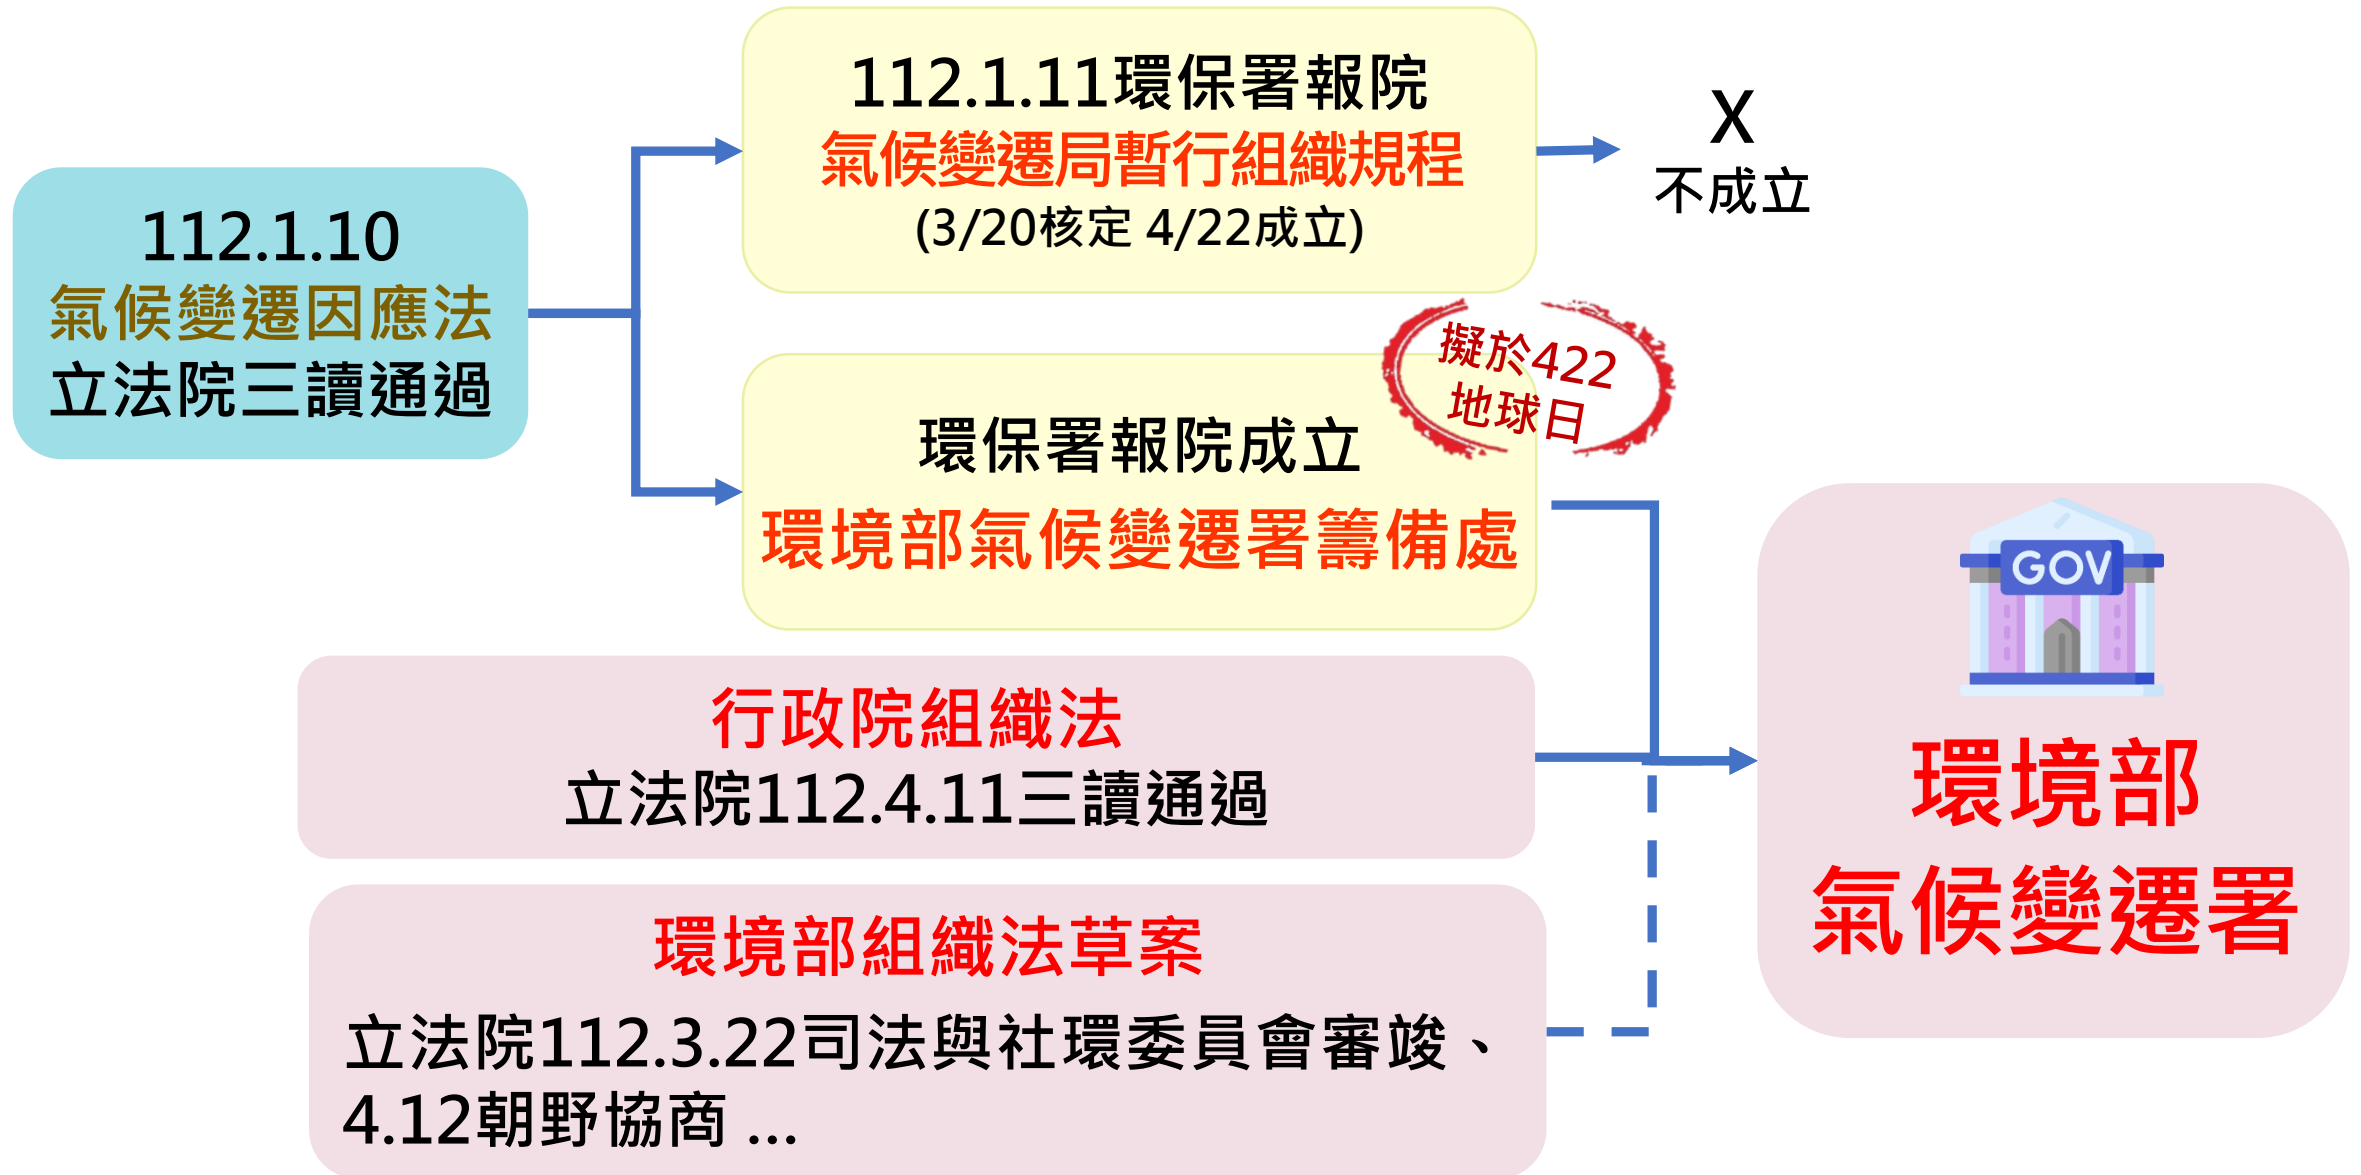 112.1.10
氣候變遷因應法
立法院三讀通過
112.1.11環保署報院
氣候變遷局暫行組織規程
(3/20核定 4/22成立)
X
不成立
擬於422
地球日
環保署報院成立
環境部氣候變遷署籌備處
行政院組織法
立法院112.4.11三讀通過
環境部組織法草案
立法院112.3.22司法與社環委員會審竣、
4.12朝野協商 ...
GOV
環境部
氣候變遷署